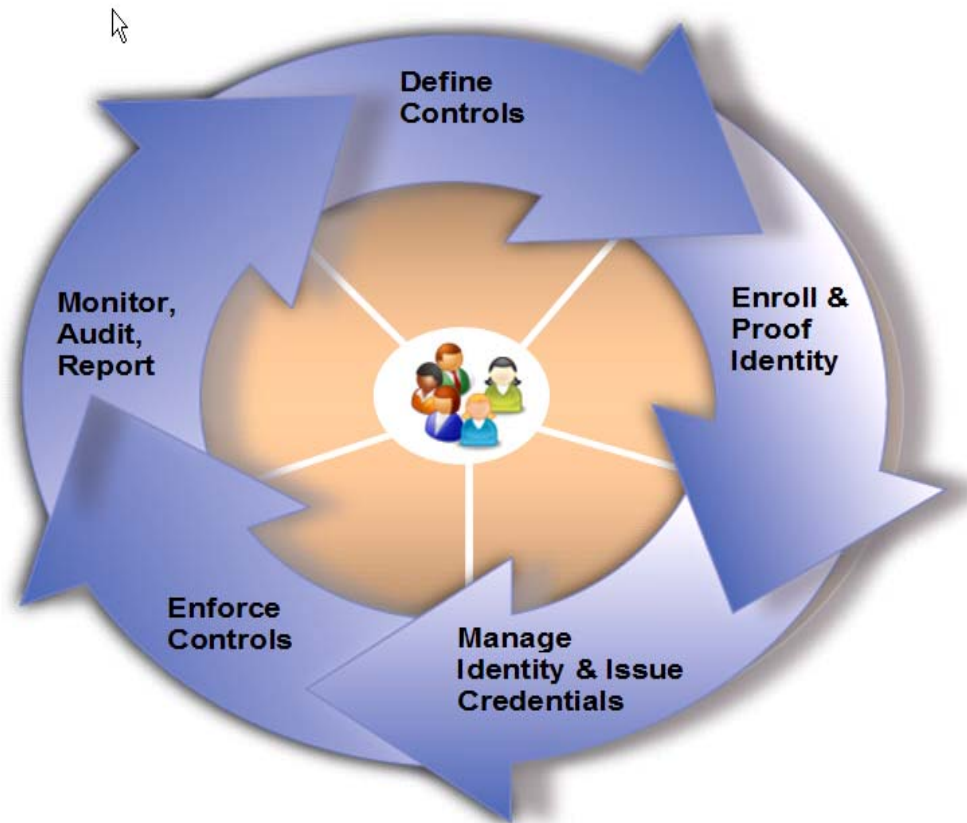 Define
Controls
Enroll &
Proof
Identity
Manage
Identity & Issue
Credentials
Enforce
Controls
Monitor,
Audit,
Report